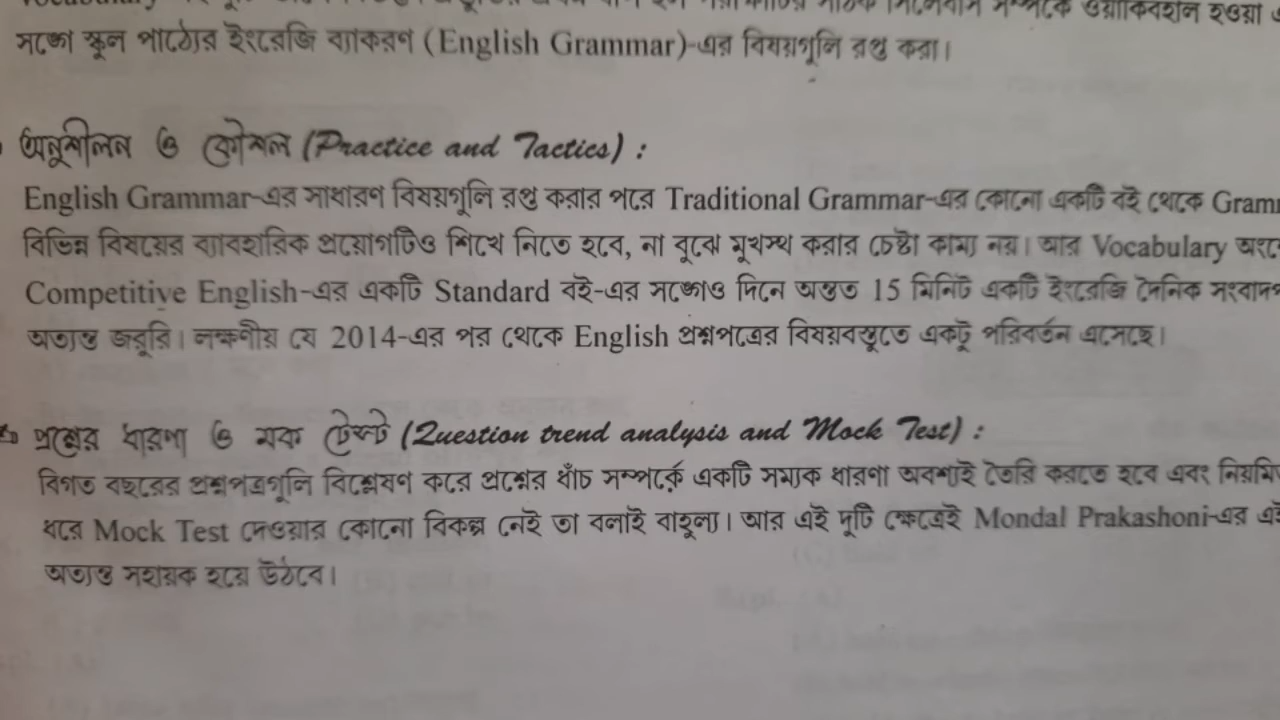 ওয়াকিবহাল হওয়া
সঙ্গে স্কুল পাঠ্যের ইংরেজি ব্যাকরণ (English Grammar)-এর বিষয়গুলি রপ্ত করা।
অনুশীলন ও কৌশল (Practice and Tactics) :
English Grammar-এর সাধারণ বিষয়গুলি রপ্ত করার পরে Traditional Grammar-এর কোনো একটি বই থেকে
বিভিন্ন বিষয়ের ব্যাবহারিক প্রয়োগটিও শিখে নিতে হবে, না বুঝে মুখস্থ করার চেষ্টা কাম্য নয়। আর Vocabulary
Competitive English-এর একটি Standard বই-এর সঙ্গেও দিনে অন্তত 15 মিনিট একটি ইংরেজি দৈনিক
অত্যন্ত জরুরি। লক্ষণীয় যে 2014-এর পর থেকে English প্রশ্নপত্রের বিষয়বস্তুতে একটু পরিবর্তন এসেছে।
প্রশ্নের ধারণা ও মক টেস্ট (Question trend analysis and Mock Test) :
বিগত বছরের প্রশ্নপত্রগুলি বিশ্লেষণ করে প্রশ্নের ধাঁচ সম্পর্কে একটি সম্যক ধারণা অবশ্যই তৈরি করতে হবে এবং
ধরে Mock Test দেওয়ার কোনো বিকল্প নেই তা বলাই বাহুল্য। আর এই দুটি ক্ষেত্রেই Mondal Prakashoni-এর
অত্যন্ত সহায়ক হয়ে উঠবে।